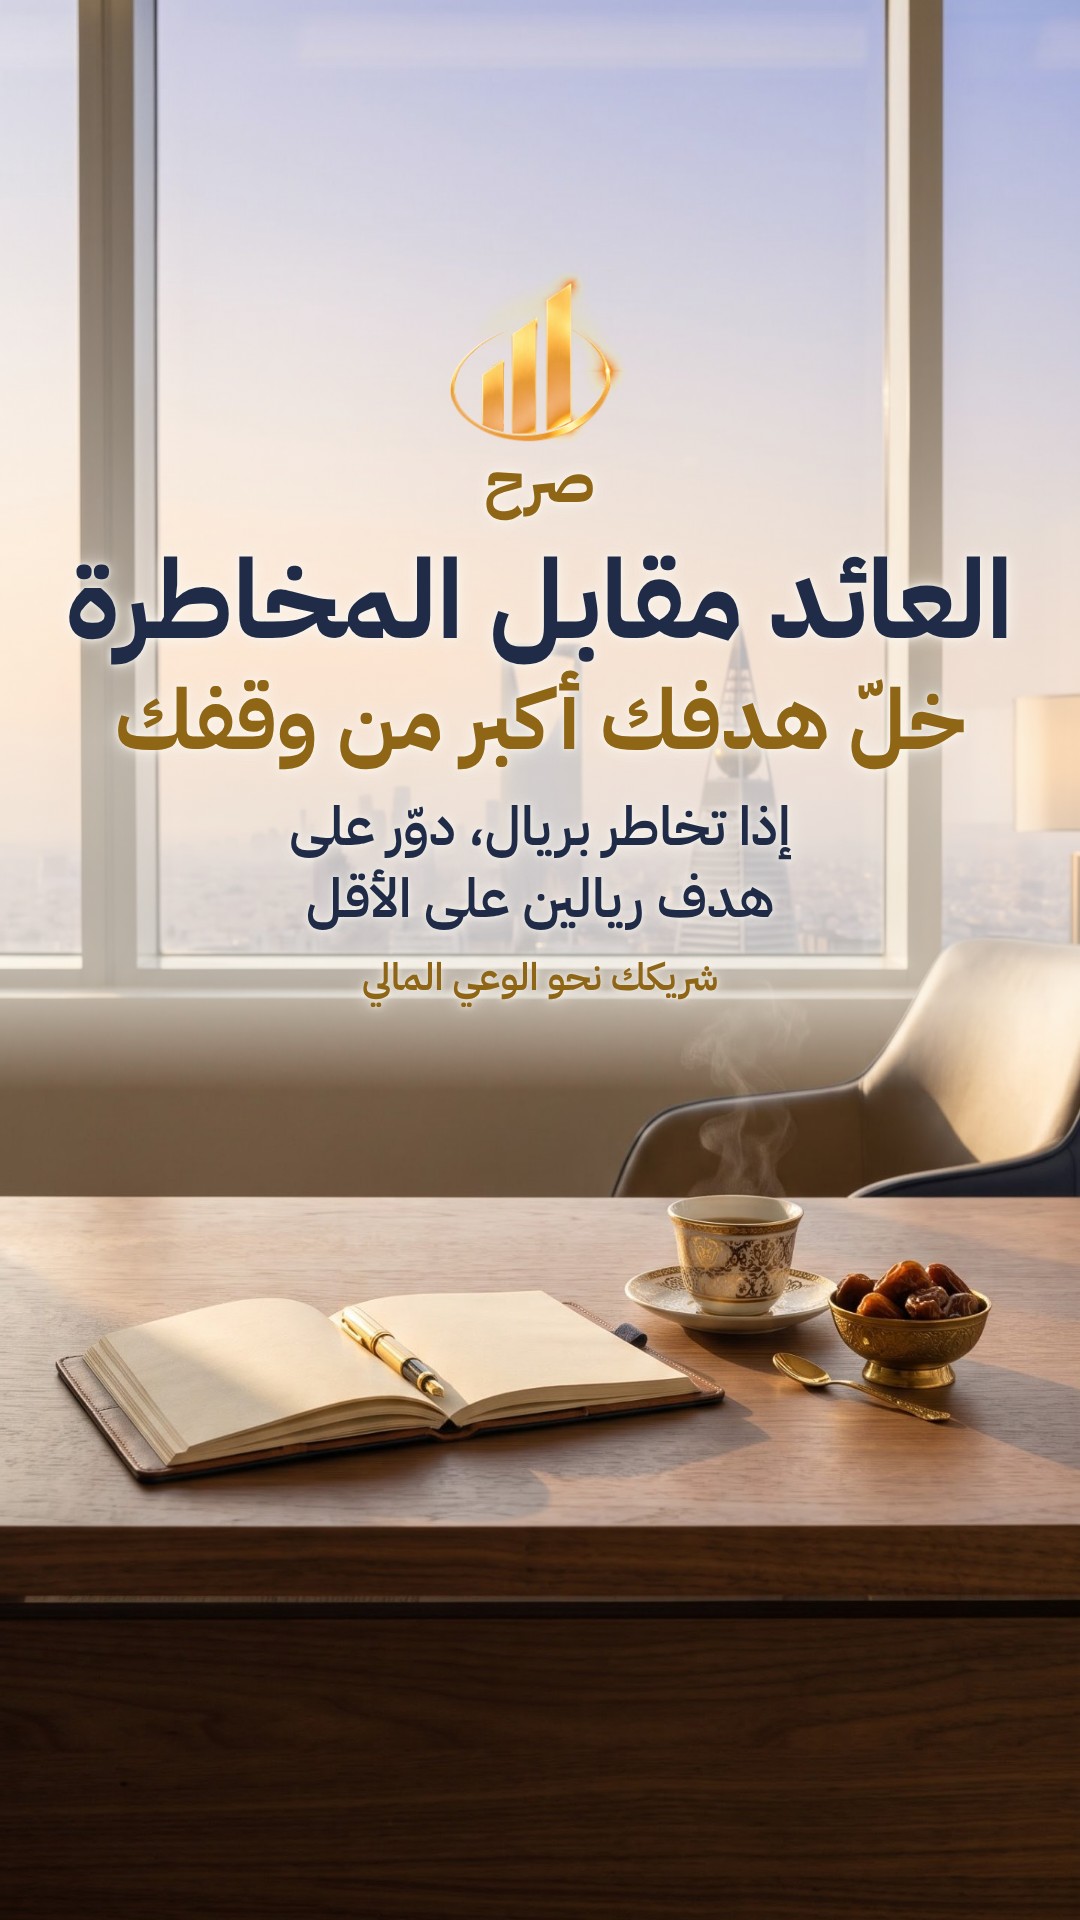 صرح
العائد مقابل المخاطرة
خلّ هدفك أكبر من وقفك
إذا تخاطر بريال، دوّر على
هدف ريالين على الأقل
شريكك نحو الوعي المالي